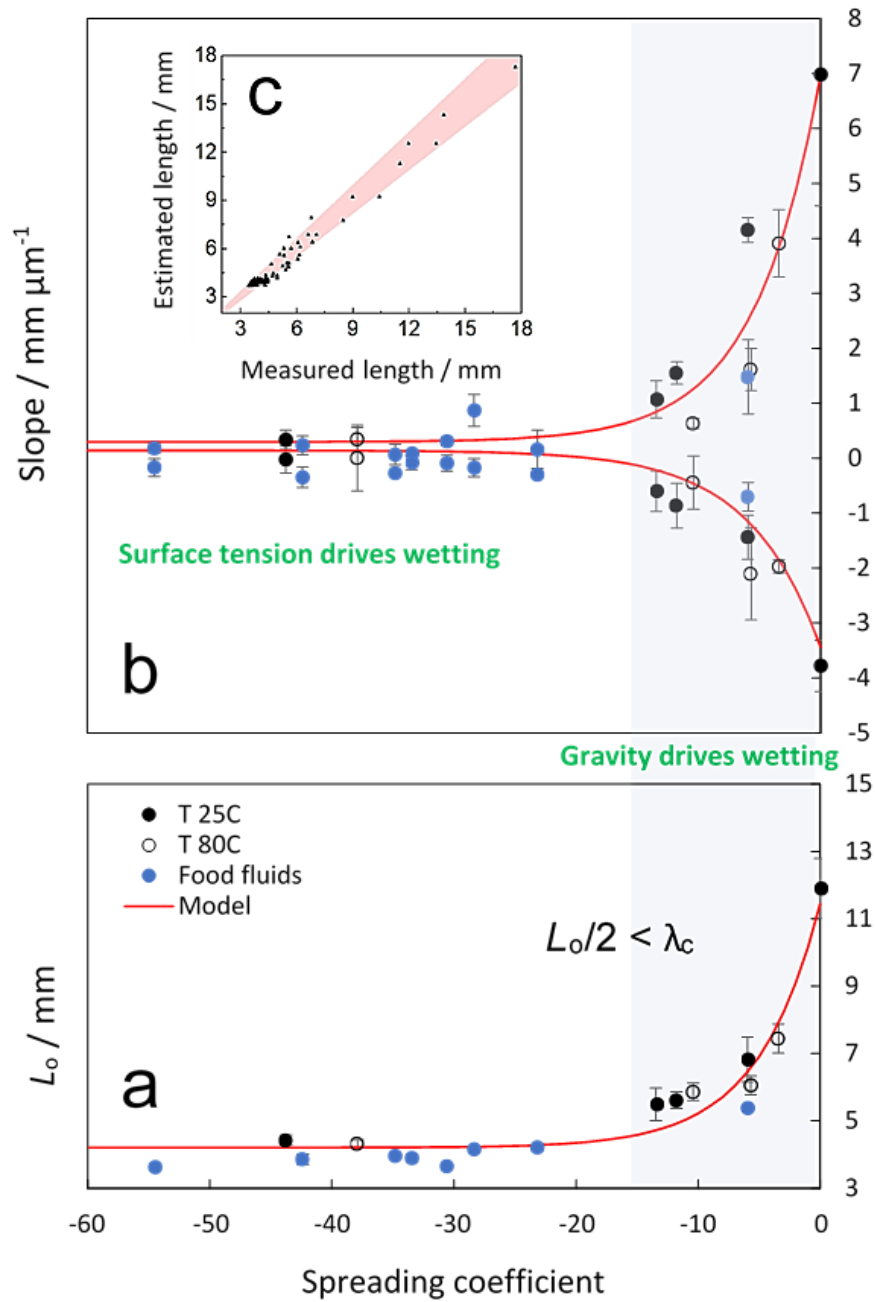 8
7
6
5
4
3
2
1
0
-1
-2
-3
-4
-5
Slope / mm μm⁻¹
c
18
15
12
9
6
3
Estimated length / mm
3 6 9 12 15 18
Measured length / mm
Surface tension drives wetting
b
Gravity drives wetting
15
13
11
9
7
5
3
Lₒ / mm
T 25C
T 80C
Food fluids
Model
Lₒ/2 < λc
a
-60 -50 -40 -30 -20 -10 0
Spreading coefficient